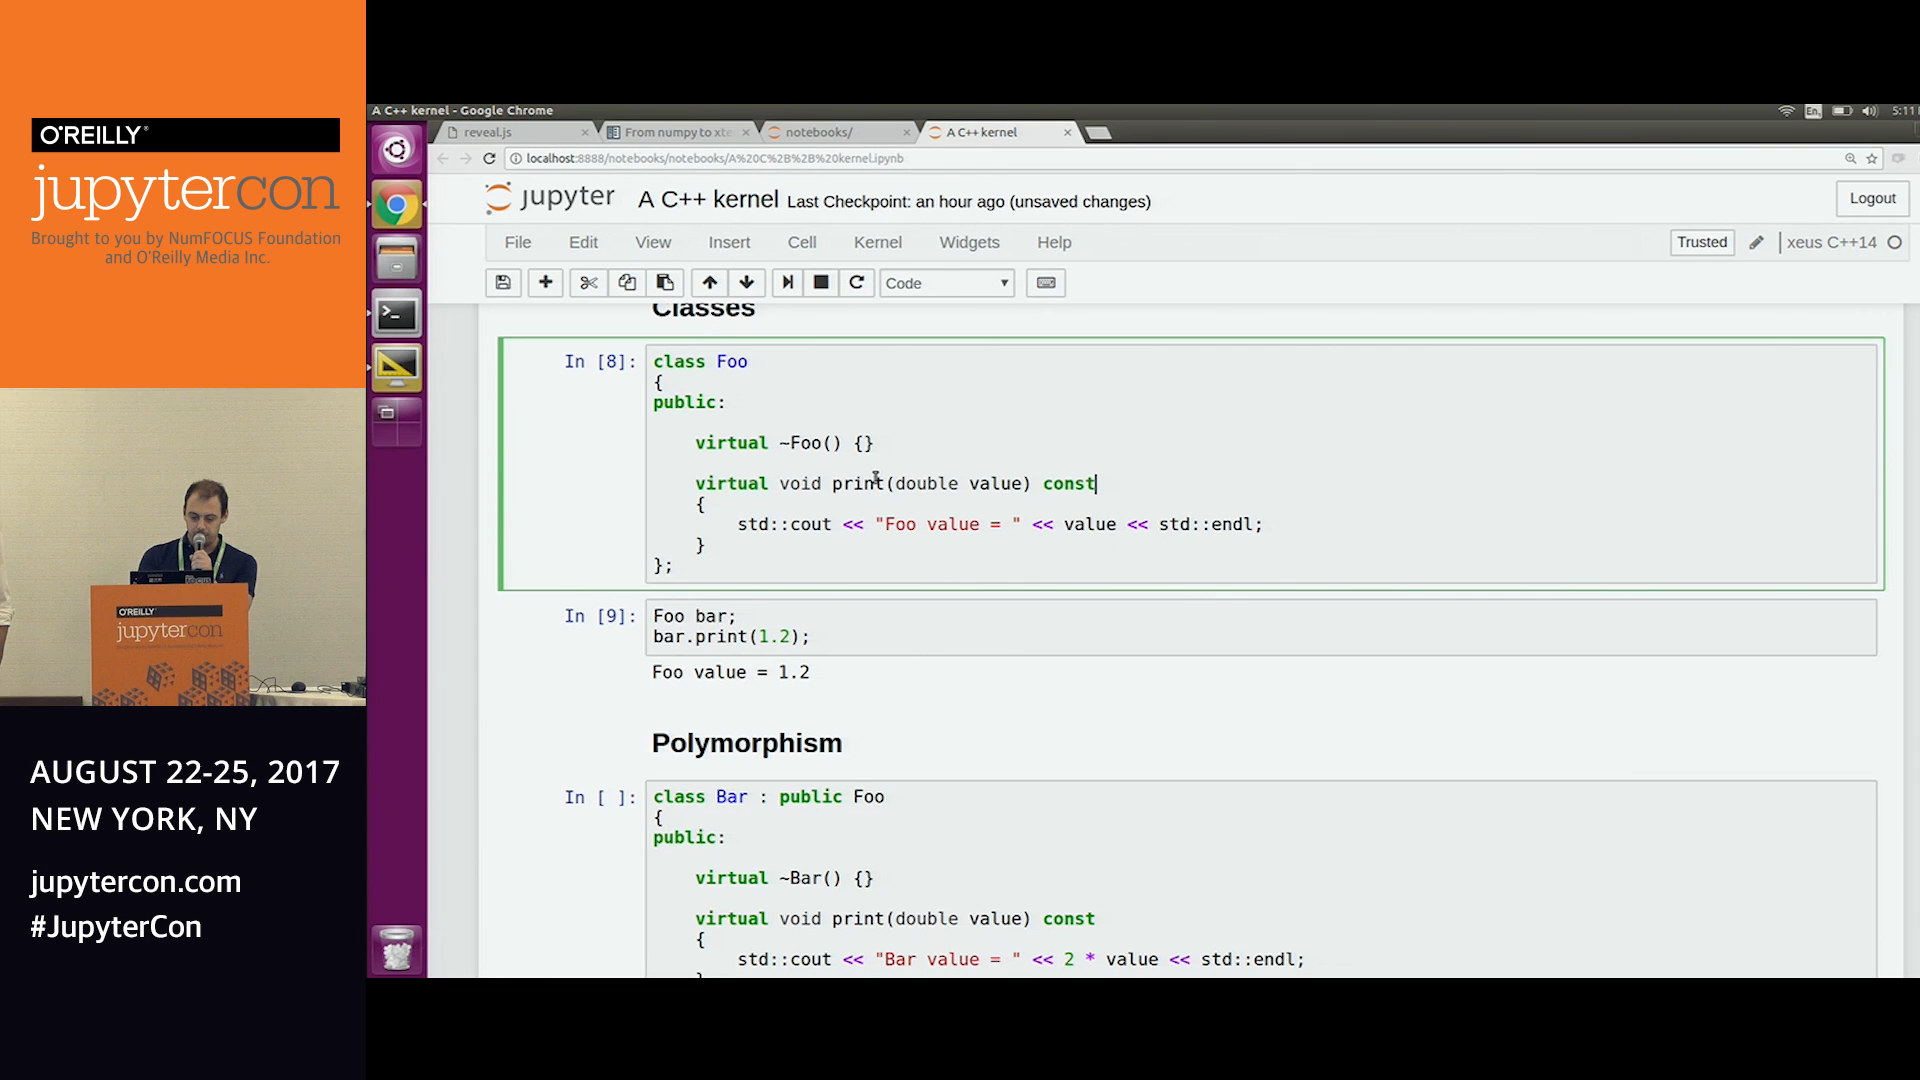 O'REILLY®
jupytercon
Brought to you by NumFOCUS Foundation
and O'Reilly Media Inc.
O'REILLY
jupytercon
AUGUST 22-25, 2017
NEW YORK, NY
jupytercon.com
#JupyterCon
A C++ kernel - Google Chrome
En
5:11
reveal.js
From numpy to xte
notebooks/
A C++ kernel
localhost:8888/notebooks/notebooks/A%20C%2B%2B%20kernel.ipynb
jupyter A C++ kernel Last Checkpoint: an hour ago (unsaved changes)
Logout
File Edit View Insert Cell Kernel Widgets Help
Trusted
xeus C++14
Code
Classes
In [8]: class Foo
{
public:
virtual ~Foo() {}
virtual void print(double value) const
{
std::cout << "Foo value = " << value << std::endl;
}
};
In [9]: Foo bar;
bar.print(1.2);
Foo value = 1.2
Polymorphism
In [ ]: class Bar : public Foo
{
public:
virtual ~Bar() {}
virtual void print(double value) const
{
std::cout << "Bar value = " << 2 * value << std::endl;
}